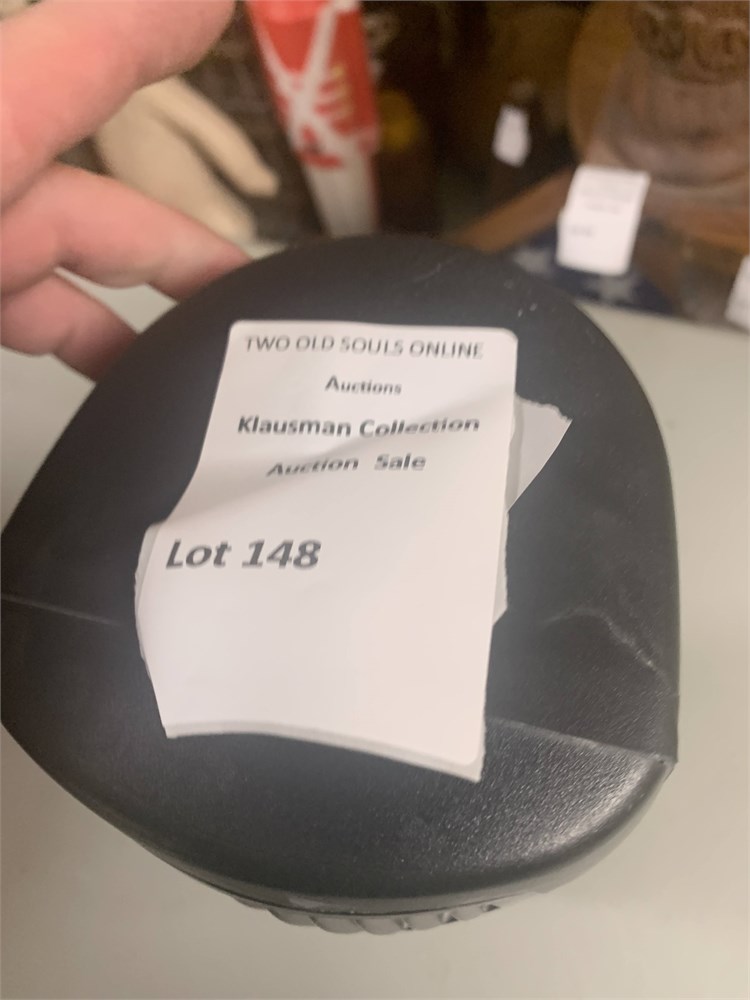 TWO OLD SOULS ONLINE
Auctions
Klausman Collection
Auction Sale
Lot 148